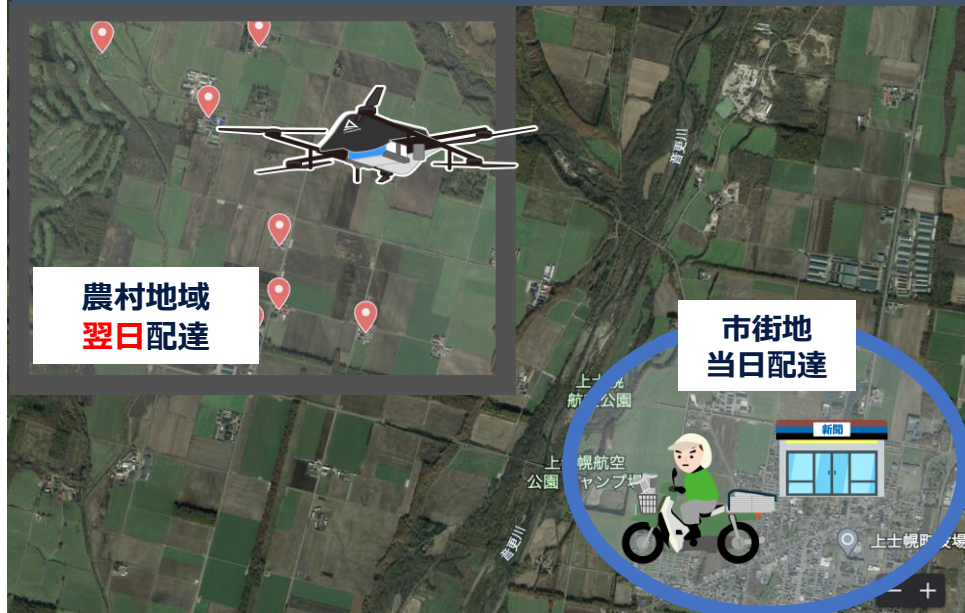 音更川
農村地域
翌日配達
市街地
当日配達
上士幌
航空公園
新聞
上士幌航空
公園キャンプ場
音更川
上士幌町役場